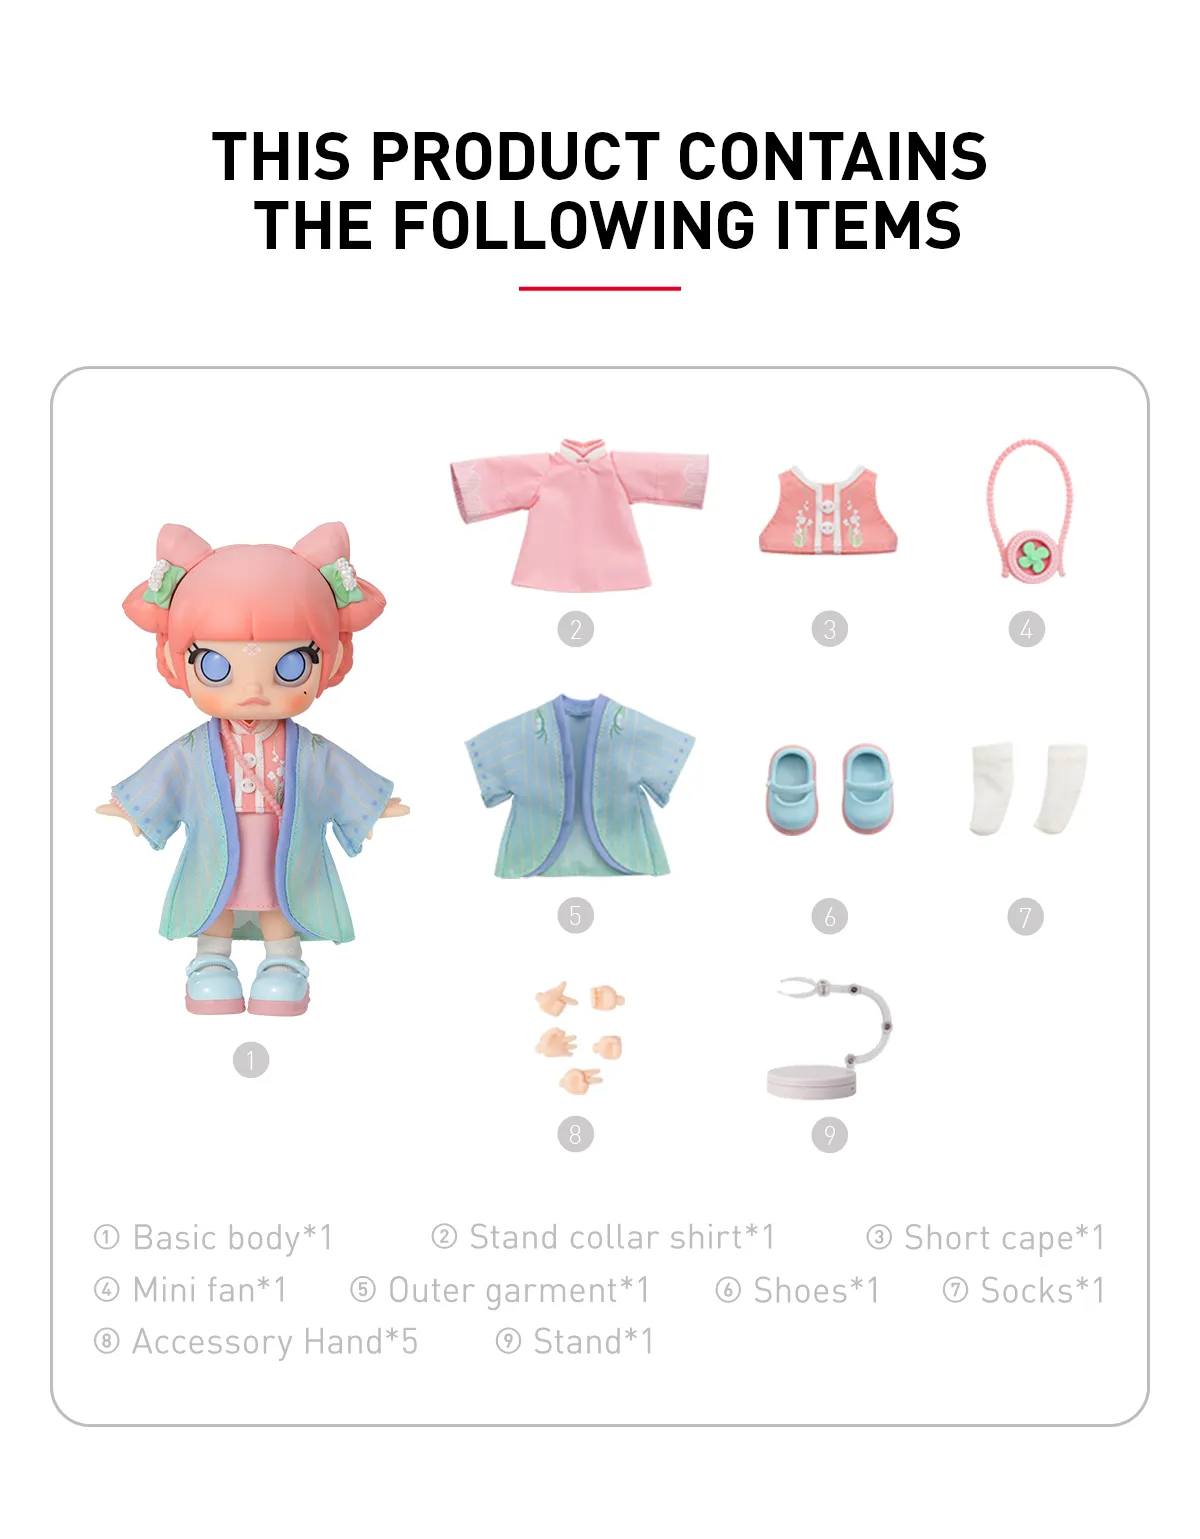 THIS PRODUCT CONTAINS
THE FOLLOWING ITEMS
2
3
4
5
6
7
1
8
9
① Basic body*1 ② Stand collar shirt*1 ③ Short cape*1
④ Mini fan*1 ⑤ Outer garment*1 ⑥ Shoes*1 ⑦ Socks*1
⑧ Accessory Hand*5 ⑨ Stand*1